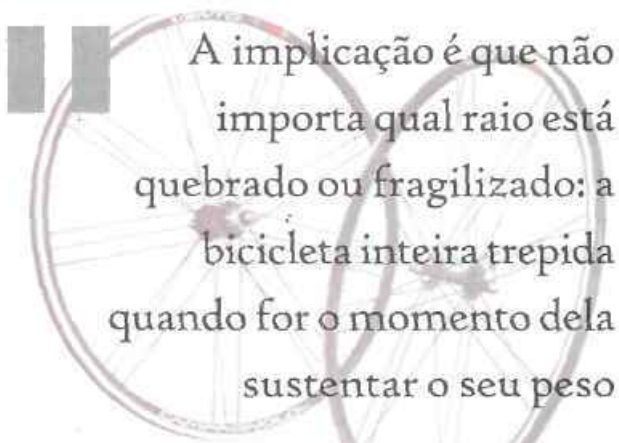 A implicação é que não
importa qual raio está
quebrado ou fragilizado: a
bicicleta inteira trepida
quando for o momento dela
sustentar o seu peso